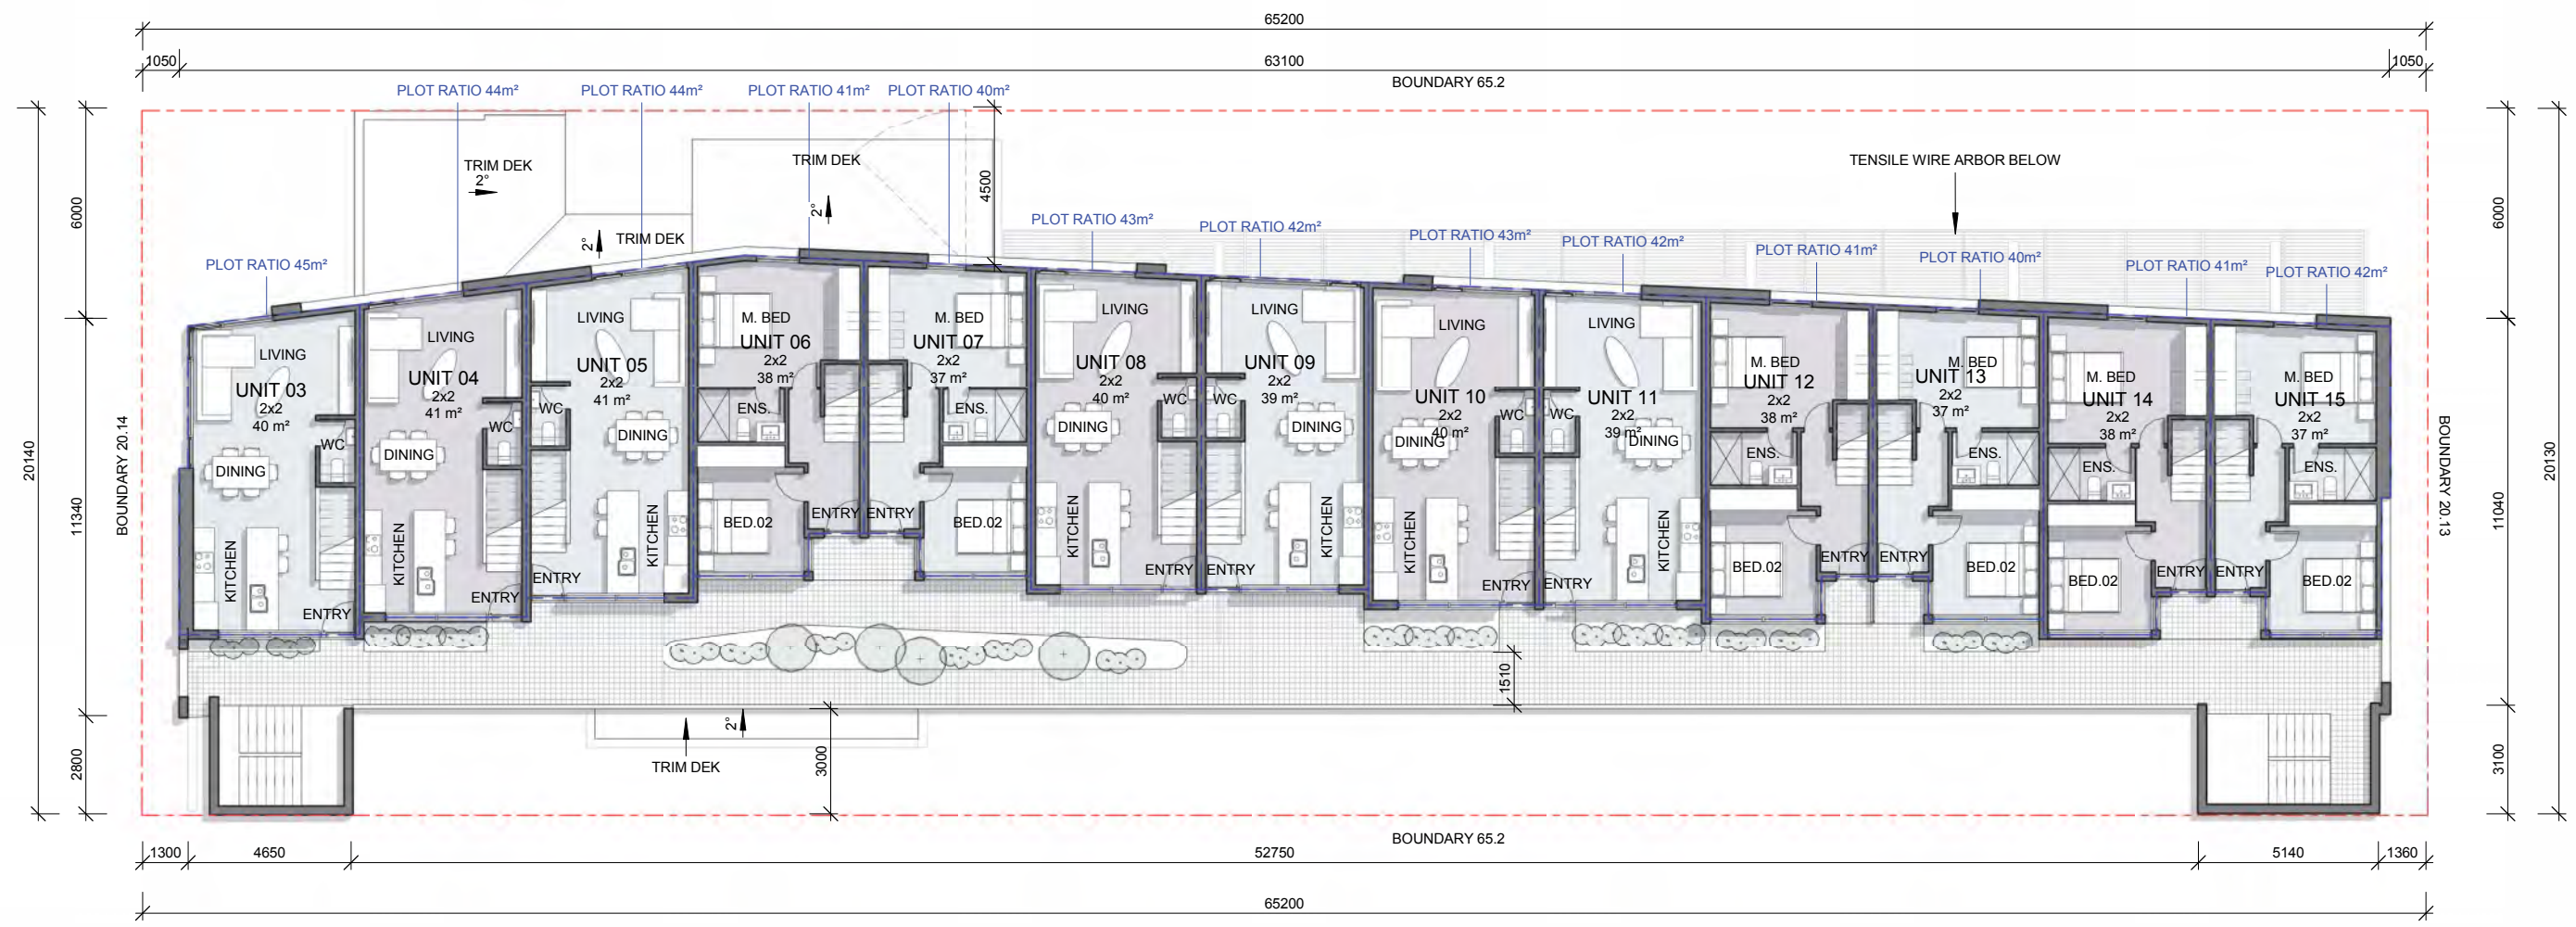 65200
1050
63100
1050
BOUNDARY 65.2
PLOT RATIO 44m²
PLOT RATIO 44m²
PLOT RATIO 41m²
PLOT RATIO 40m²
TRIM DEK
2°
TRIM DEK
2°
4500
TENSILE WIRE ARBOR BELOW
6000
6000
PLOT RATIO 45m²
2°
TRIM DEK
PLOT RATIO 43m²
PLOT RATIO 42m²
PLOT RATIO 43m²
PLOT RATIO 42m²
PLOT RATIO 41m²
PLOT RATIO 40m²
PLOT RATIO 41m²
PLOT RATIO 42m²
20140
11340
2800
BOUNDARY 20.14
LIVING
UNIT 03
2x2
40 m²
WC
DINING
KITCHEN
ENTRY
LIVING
UNIT 04
2x2
41 m²
WC
DINING
KITCHEN
ENTRY
LIVING
UNIT 05
2x2
41 m²
WC
DINING
KITCHEN
ENTRY
M. BED
UNIT 06
2x2
38 m²
ENS.
BED.02
ENTRY
M. BED
UNIT 07
2x2
37 m²
ENS.
BED.02
ENTRY
LIVING
UNIT 08
2x2
40 m²
WC
DINING
KITCHEN
ENTRY
LIVING
UNIT 09
2x2
39 m²
WC
DINING
KITCHEN
ENTRY
LIVING
UNIT 10
2x2
40 m²
WC
DINING
KITCHEN
ENTRY
LIVING
UNIT 11
2x2
39 m²
WC
DINING
KITCHEN
ENTRY
M. BED
UNIT 12
2x2
38 m²
ENS.
BED.02
ENTRY
M. BED
UNIT 13
2x2
37 m²
ENS.
BED.02
ENTRY
M. BED
UNIT 14
2x2
38 m²
ENS.
BED.02
ENTRY
M. BED
UNIT 15
2x2
37 m²
ENS.
BED.02
ENTRY
BOUNDARY 20.13
11040
20130
3100
1510
2°
TRIM DEK
3000
BOUNDARY 65.2
1300
4650
52750
5140
1360
65200